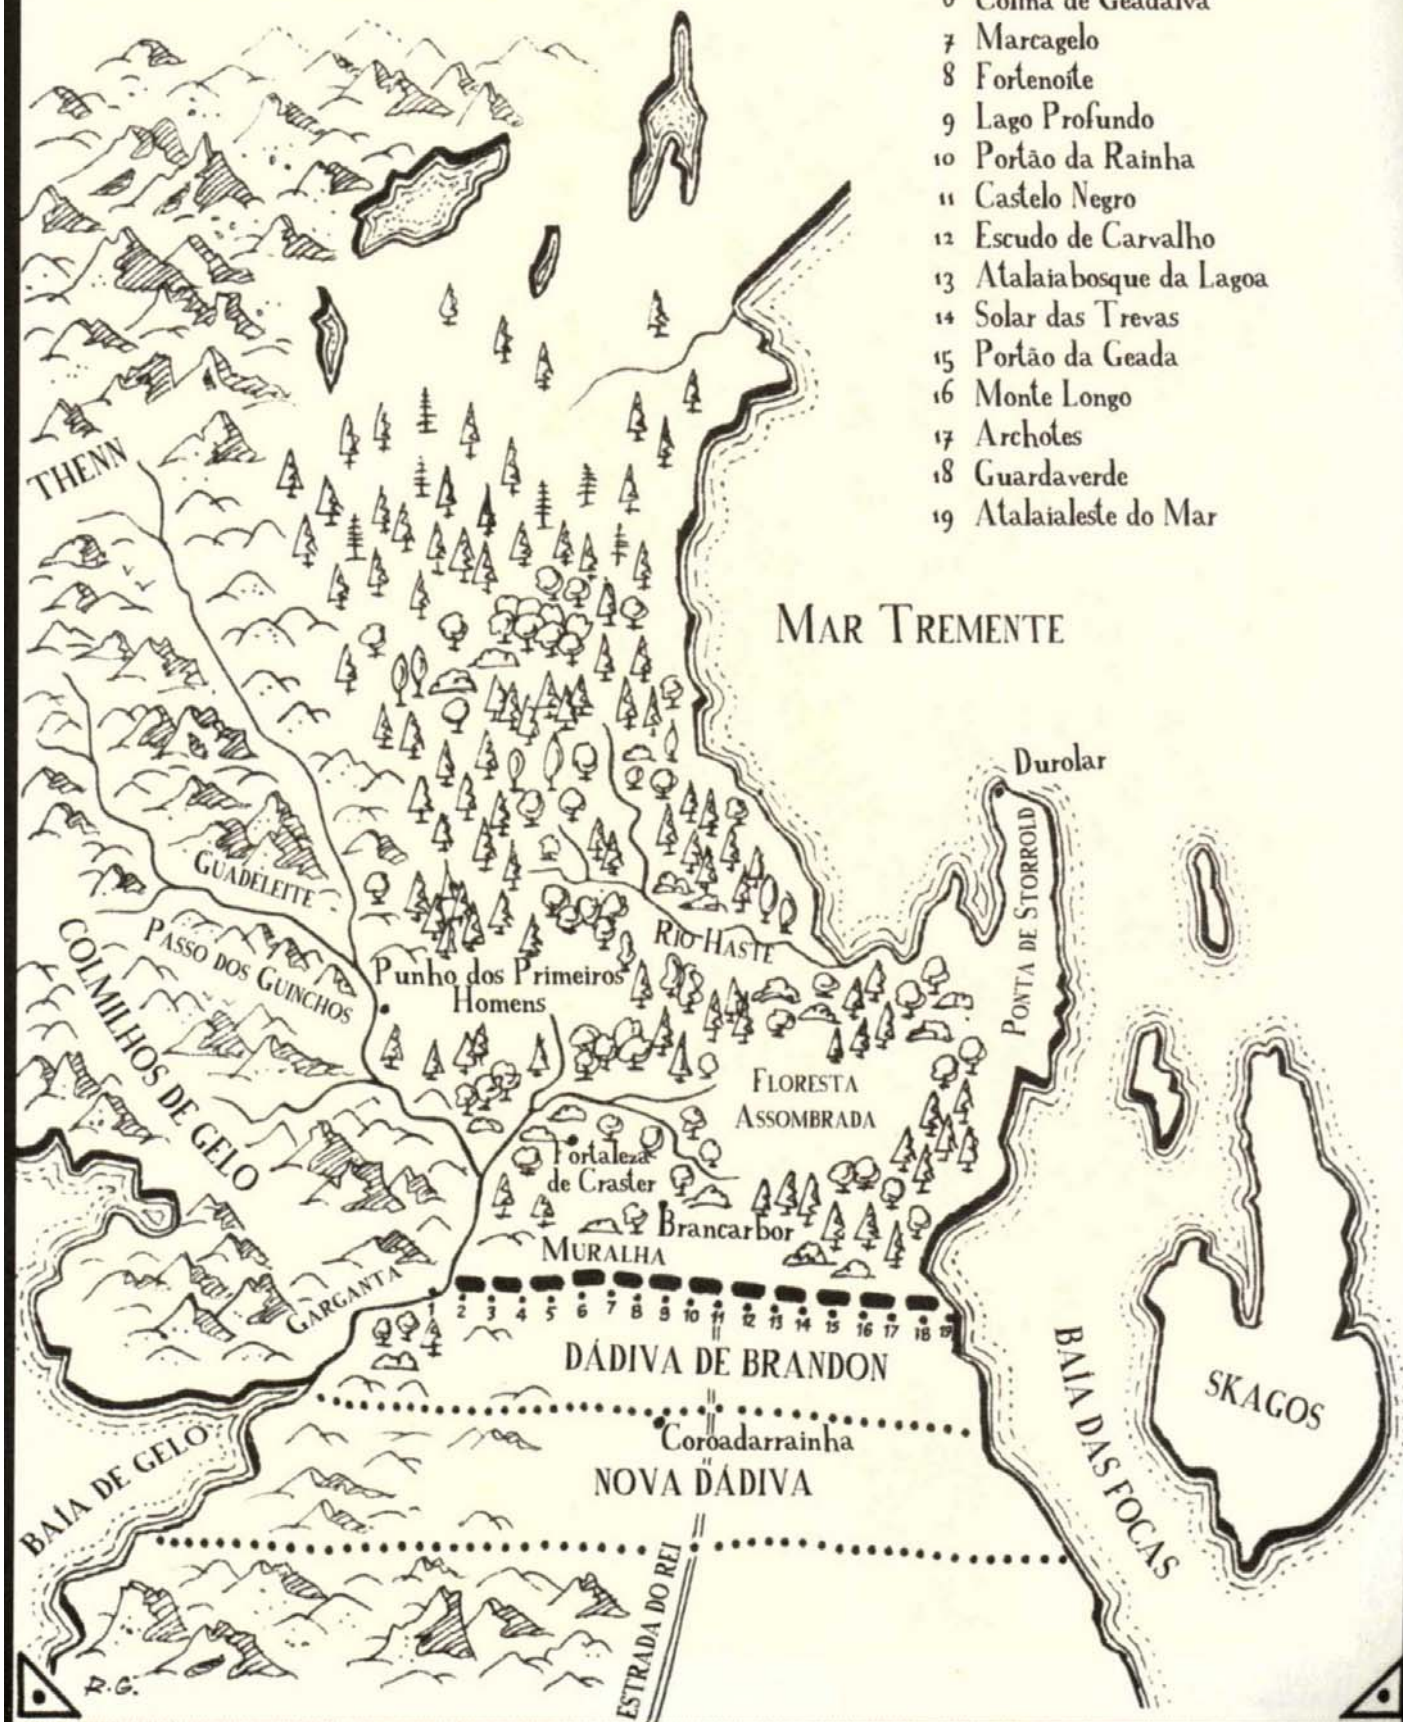 6 Colina de Geadalva
7 Marcagelo
8 Fortenoite
9 Lago Profundo
10 Portão da Rainha
11 Castelo Negro
12 Escudo de Carvalho
13 Atalaiabosque da Lagoa
14 Solar das Trevas
15 Portão da Geada
16 Monte Longo
17 Archotes
18 Guardaverde
19 Atalaialeste do Mar
THENN
MAR TREMENTE
Durolar
PONTA DE STORROLD
GUADELEITE
PASSO DOS GUINCHOS
COLMILHOS DE GELO
RIO HASTE
Punho dos Primeiros
Homens
FLORESTA
ASSOMBRADA
Fortaleza
de Craster
Brancarbor
MURALHA
GARGANTA
1 2 3 4 5 6 7 8 9 10 11 12 13 14 15 16 17 18 19
DÁDIVA DE BRANDON
BAÍA DAS FOCAS
SKAGOS
BAÍA DE GELO
Coroadarrainha
NOVA DÁDIVA
ESTRADA DO REI
R.G.